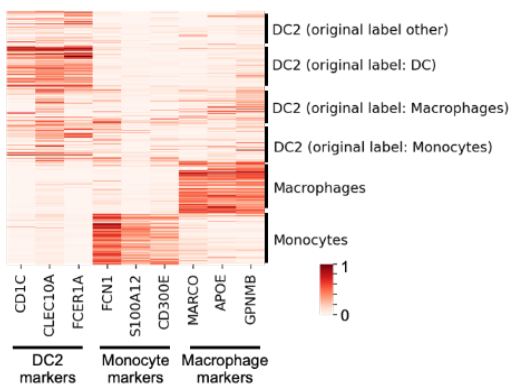 DC2 (original label other)
DC2 (original label: DC)
DC2 (original label: Macrophages)
DC2 (original label: Monocytes)
Macrophages
Monocytes
1
0
CD1C
CLEC10A
FCER1A
FCN1
S100A12
CD300E
MARCO
APOE
GPNMB
DC2 markers
Monocyte markers
Macrophage markers